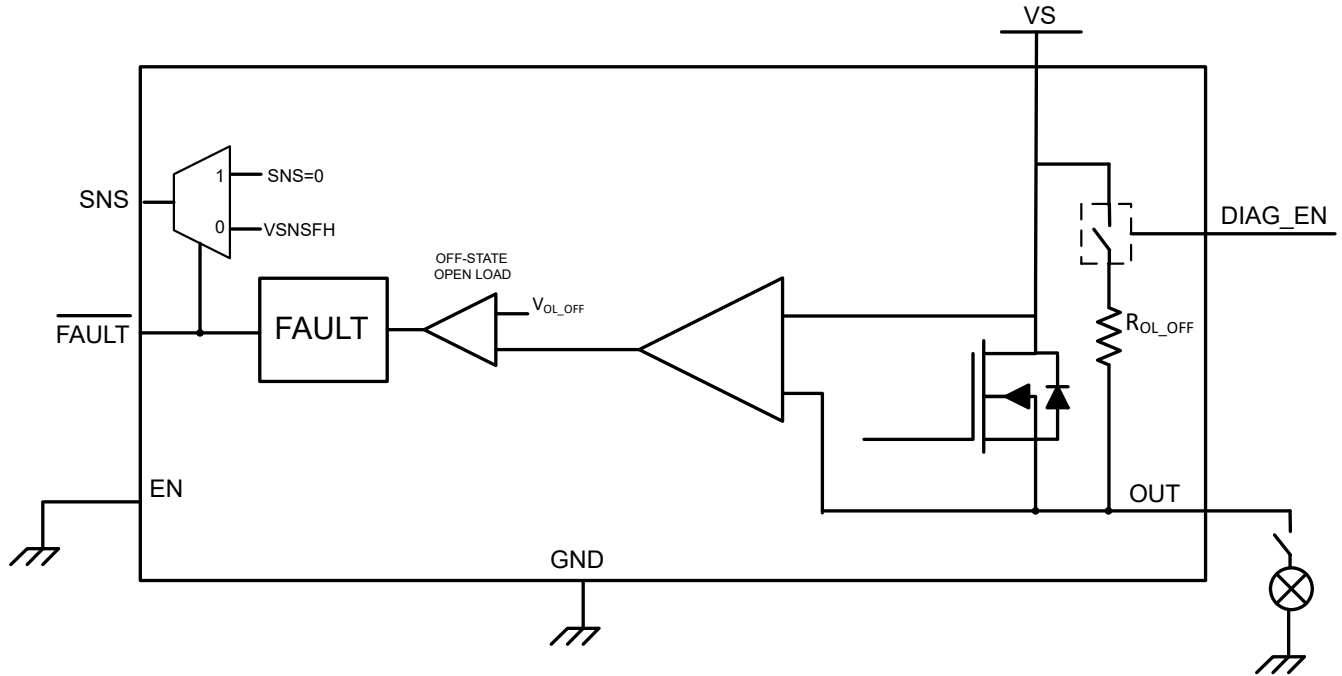 VS
SNS
1
SNS=0
0
VSNSFH
DIAG_EN
OFF-STATE
OPEN LOAD
VOL_OFF
ROL_OFF
FAULT
FAULT
EN
OUT
GND